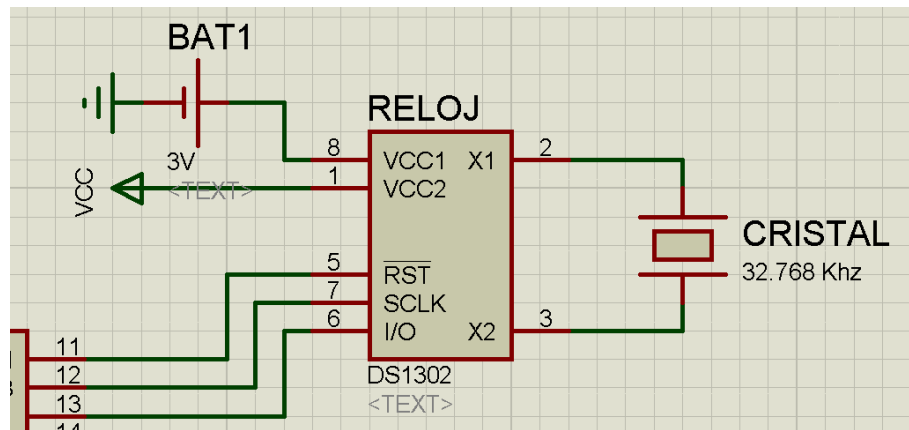 BAT1
3V
<TEXT>
VCC
RELOJ
8 VCC1 X1 2
1 VCC2
5 RST
7 SCLK
6 I/O X2 3
DS1302
<TEXT>
CRISTAL
32.768 Khz
11
12
13
14